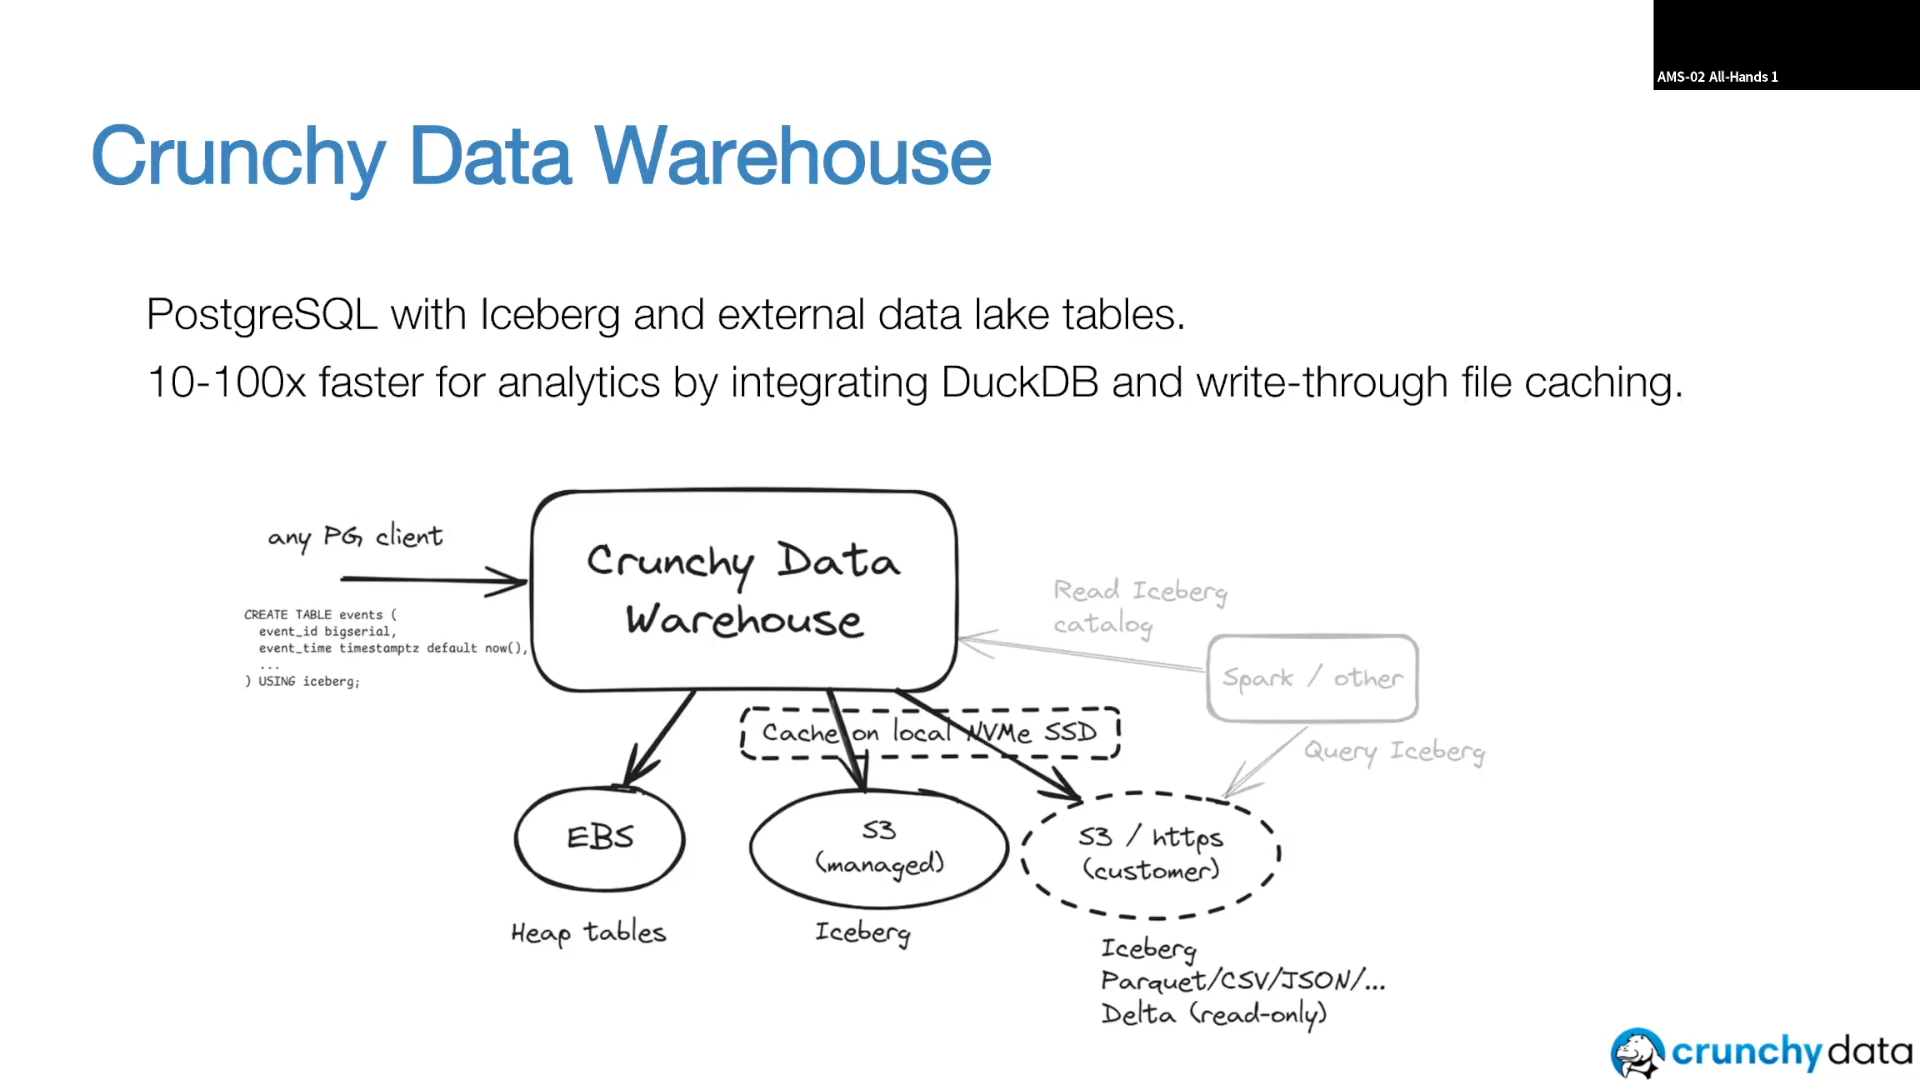 AMS-02 All-Hands 1
Crunchy Data Warehouse
PostgreSQL with Iceberg and external data lake tables.
10-100x faster for analytics by integrating DuckDB and write-through file caching.
any PG client
CREATE TABLE events (
event_id bigserial,
event_time timestamptz default now(),
...
) USING iceberg;
Crunchy Data
Warehouse
Read Iceberg
catalog
Spark / other
Query Iceberg
Cache on local NVMe SSD
EBS
Heap tables
S3
(managed)
Iceberg
S3 / https
(customer)
Iceberg
Parquet/CSV/JSON/...
Delta (read-only)
crunchy data